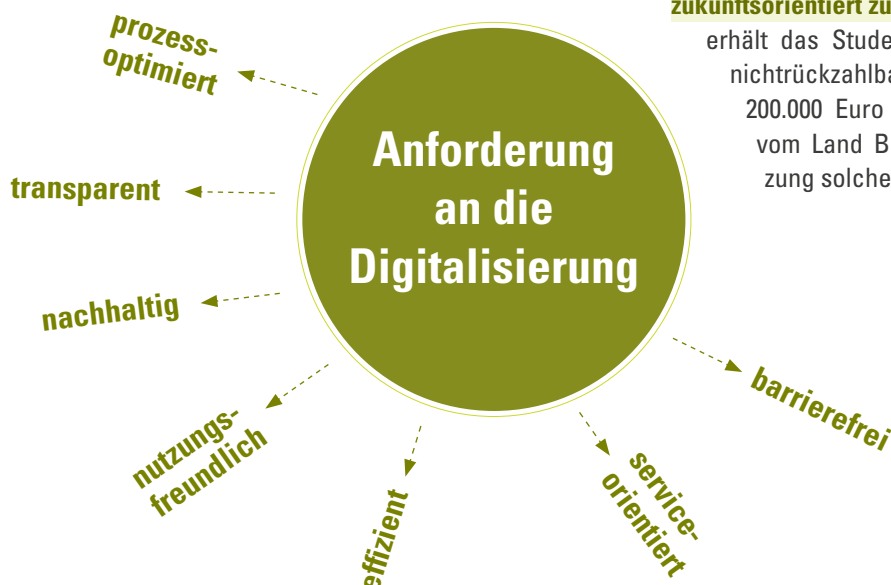 zukunftsorientiert zu
erhält das Stude
nichtrückzahlba
200.000 Euro
vom Land B
zung solche
Anforderung
an die
Digitalisierung
prozess-
optimiert
transparent
nachhaltig
nutzungs-
freundlich
effizient
service-
orientiert
barrierefrei